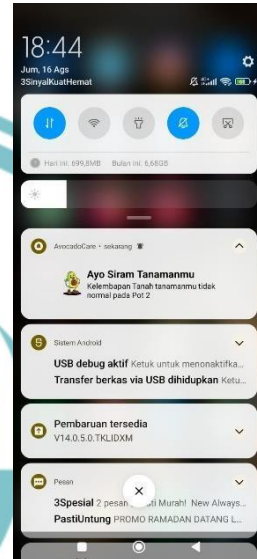 18:44
Jum, 16 Ags
3SinyalKuatHemat
Hari ini: 699,8MB Bulan ini: 6,68GB
AvocadoCare • sekarang
Ayo Siram Tanamanmu
Kelembapan Tanah tanamanmu tidak
normal pada Pot 2
Sistem Android
USB debug aktif Ketuk untuk menonaktifka...
Transfer berkas via USB dihidupkan Ketu...
Pembaruan tersedia
V14.0.5.0.TKLIDXM
Pesan
3Spesial 2 pesan Murah! New Always...
PastiUntung PROMO RAMADAN DATANG L...